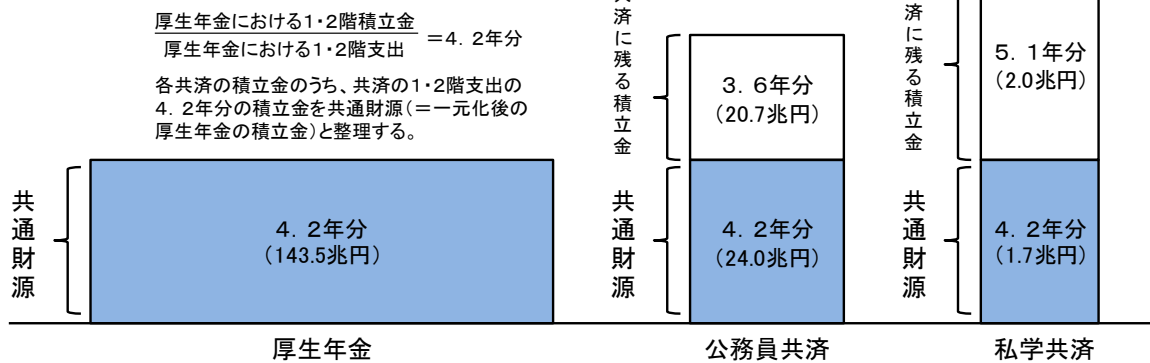 厚生年金における1・2階積立金
厚生年金における1・2階支出
＝4．2年分
各共済の積立金のうち、共済の1・2階支出の
4．2年分の積立金を共通財源（＝一元化後の
厚生年金の積立金）と整理する。
共通財源
4．2年分
（143.5兆円）
厚生年金
済に残る積立金
3．6年分
（20.7兆円）
共通財源
4．2年分
（24.0兆円）
公務員共済
済に残る積立金
5．1年分
（2.0兆円）
共通財源
4．2年分
（1.7兆円）
私学共済